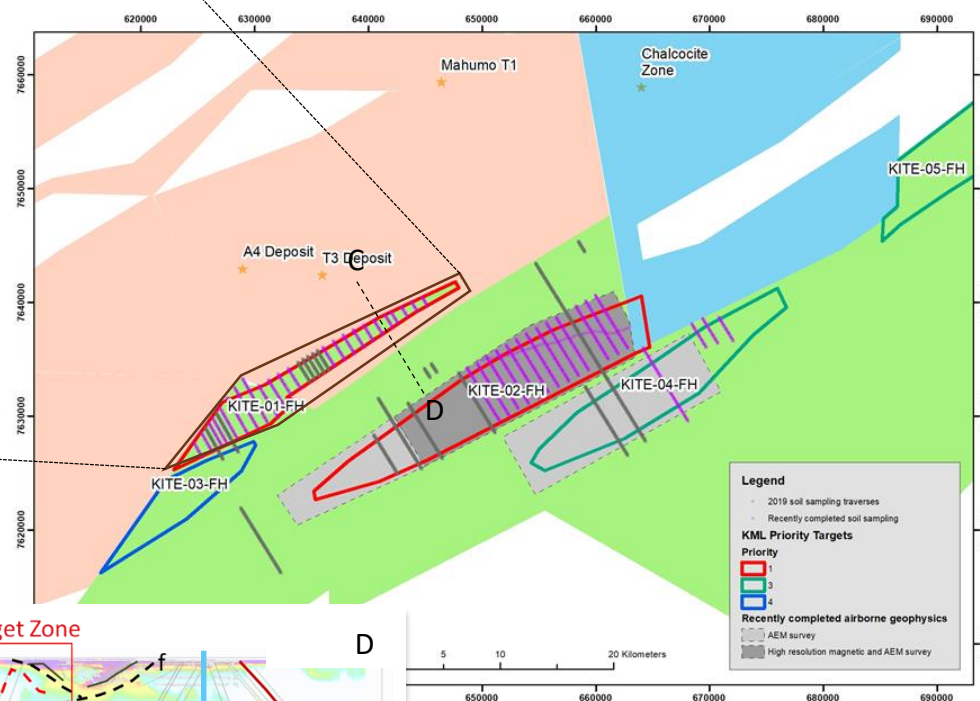 620000 630000 640000 650000 660000 670000 680000 690000
7660000
7650000
7640000
7630000
7620000
Mahumo T1
Chalcocite
Zone
KITE-05-FH
A4 Deposit
T3 Deposit
C
KITE-02-FH
KITE-04-FH
KITE-01-FH
D
KITE-03-FH
Legend
2019 soil sampling traverses
Recently completed soil sampling
KML Priority Targets
Priority
1
3
4
Recently completed airborne geophysics
AEM survey
High resolution magnetic and AEM survey
get Zone
D
f
5 10 20 Kilometers
650000 660000 670000 680000 690000